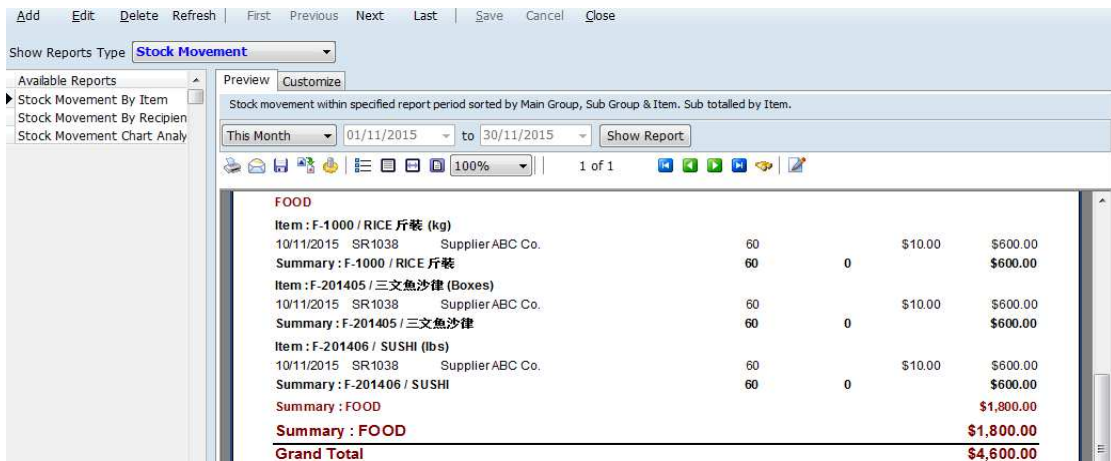 Add Edit Delete Refresh First Previous Next Last Save Cancel Close
Show Reports Type Stock Movement
Available Reports
Stock Movement By Item
Stock Movement By Recipien
Stock Movement Chart Analy
Preview Customize
Stock movement within specified report period sorted by Main Group, Sub Group & Item. Sub totalled by Item.
This Month 01/11/2015 to 30/11/2015 Show Report
100% 1 of 1
FOOD
Item : F-1000 / RICE 斤裝 (kg)
10/11/2015 SR1038 Supplier ABC Co. 60 $10.00 $600.00
Summary : F-1000 / RICE 斤裝 60 0 $600.00
Item : F-201405 / 三文魚沙律 (Boxes)
10/11/2015 SR1038 Supplier ABC Co. 60 $10.00 $600.00
Summary : F-201405 / 三文魚沙律 60 0 $600.00
Item : F-201406 / SUSHI (lbs)
10/11/2015 SR1038 Supplier ABC Co. 60 $10.00 $600.00
Summary : F-201406 / SUSHI 60 0 $600.00
Summary : FOOD $1,800.00
Summary : FOOD $1,800.00
Grand Total $4,600.00